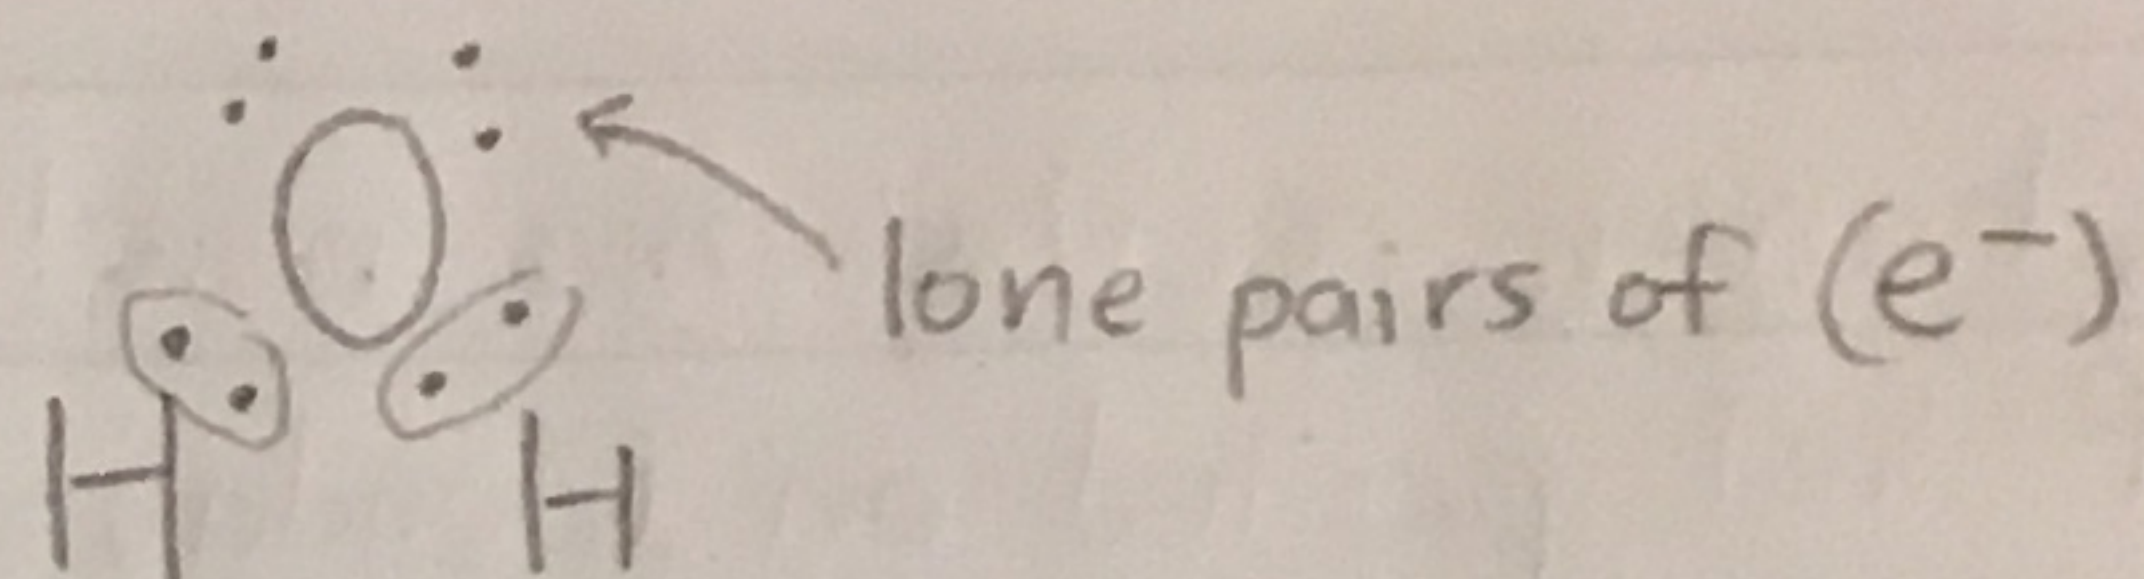 O
lone pairs of (e⁻)
H H